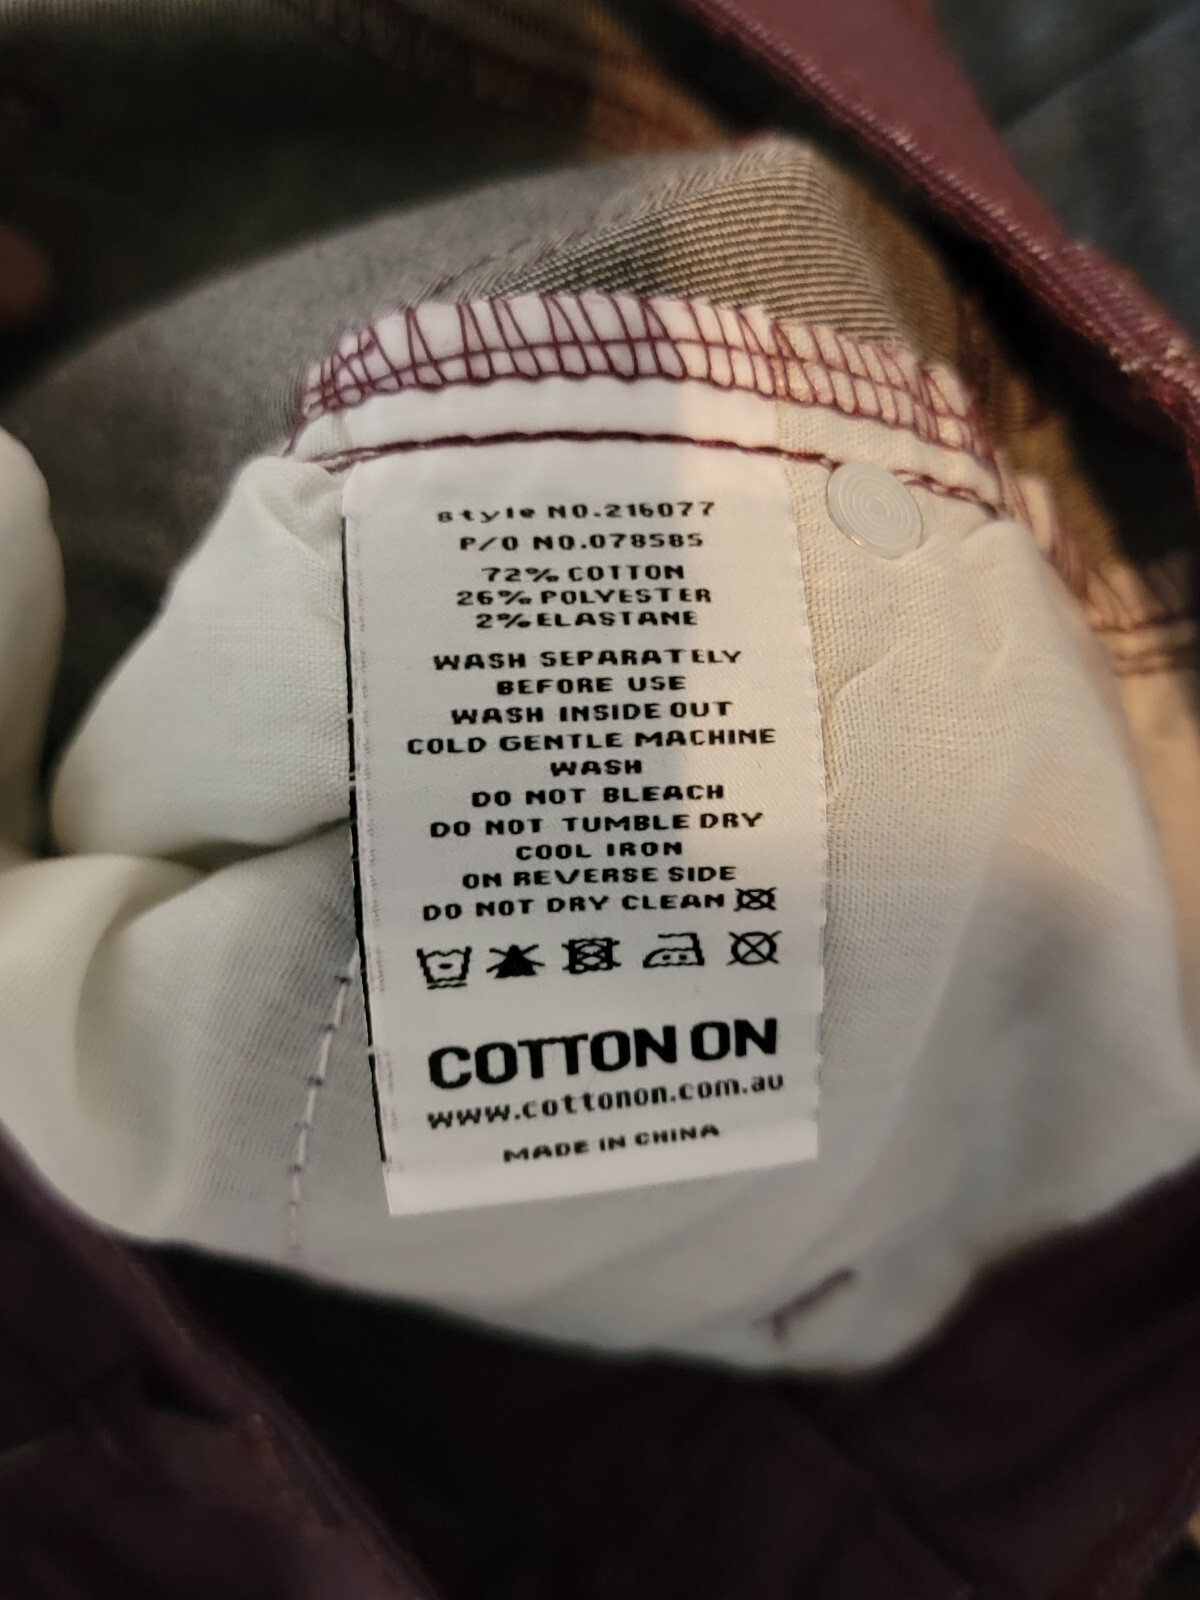 style NO.216077
P/O NO.078585
72% COTTON
26% POLYESTER
2% ELASTANE
WASH SEPARATELY
BEFORE USE
WASH INSIDE OUT
COLD GENTLE MACHINE
WASH
DO NOT BLEACH
DO NOT TUMBLE DRY
COOL IRON
ON REVERSE SIDE
DO NOT DRY CLEAN
COTTON ON
www.cottonon.com.au
MADE IN CHINA